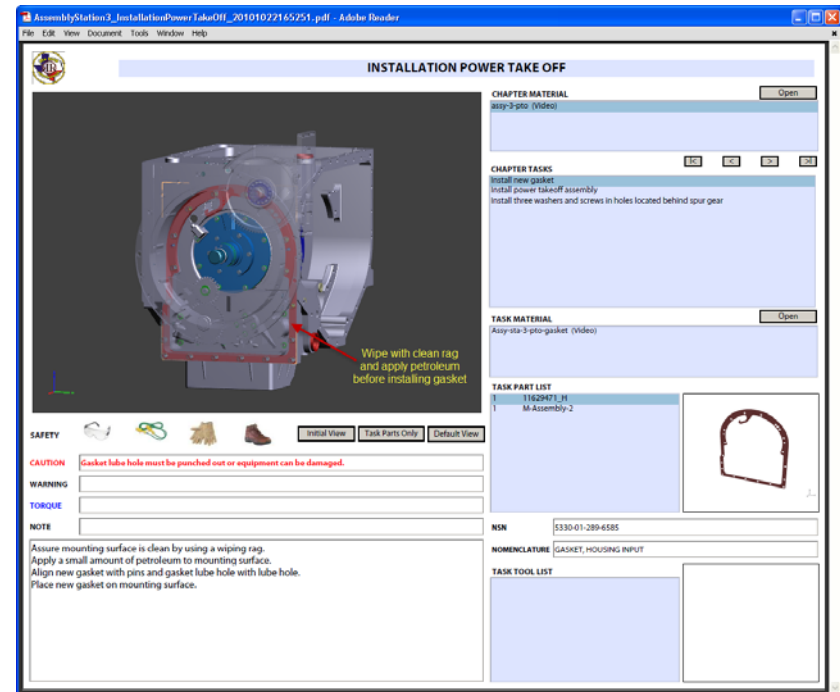 AssemblyStation3_InstallationPowerTakeOff_20101022165251.pdf - Adobe Reader
File Edit View Document Tools Window Help
INSTALLATION POWER TAKE OFF
CHAPTER MATERIAL
Open
assy-3-pto (Video)
CHAPTER TASKS
|< < > >|
Install new gasket
Install power takeoff assembly
Install three washers and screws in holes located behind spur gear
Wipe with clean rag
and apply petroleum
before installing gasket
TASK MATERIAL
Open
Assy-sta-3-pto-gasket (Video)
TASK PART LIST
1 11629471_H
1 M-Assembly-2
SAFETY
Initial View
Task Parts Only
Default View
CAUTION
Gasket lube hole must be punched out or equipment can be damaged.
WARNING
TORQUE
NOTE
Assure mounting surface is clean by using a wiping rag.
Apply a small amount of petroleum to mounting surface.
Align new gasket with pins and gasket lube hole with lube hole.
Place new gasket on mounting surface.
NSN
5330-01-289-6585
NOMENCLATURE
GASKET, HOUSING INPUT
TASK TOOL LIST